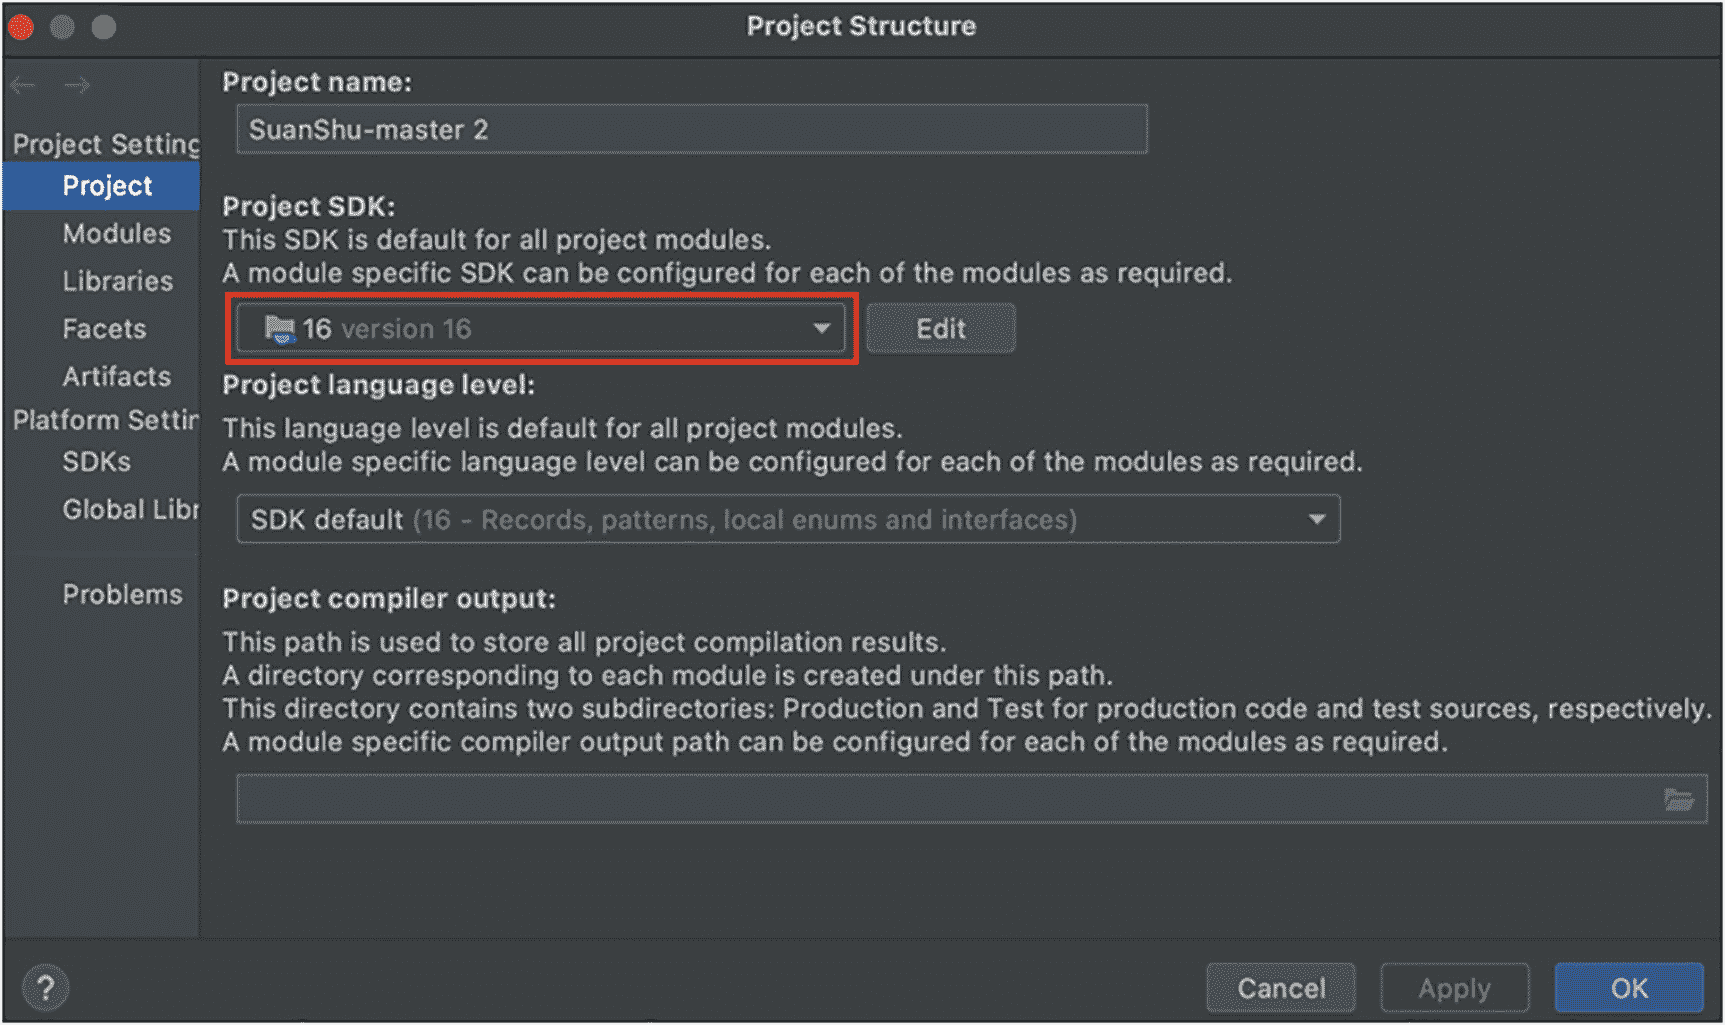 Project Structure
Project name:
SuanShu-master 2
Project Setting
Project
Modules
Libraries
Facets
Artifacts
Platform Settin
SDKs
Global Libr
Problems
Project SDK:
This SDK is default for all project modules.
A module specific SDK can be configured for each of the modules as required.
16 version 16
Edit
Project language level:
This language level is default for all project modules.
A module specific language level can be configured for each of the modules as required.
SDK default (16 - Records, patterns, local enums and interfaces)
Project compiler output:
This path is used to store all project compilation results.
A directory corresponding to each module is created under this path.
This directory contains two subdirectories: Production and Test for production code and test sources, respectively.
A module specific compiler output path can be configured for each of the modules as required.
?
Cancel
Apply
OK